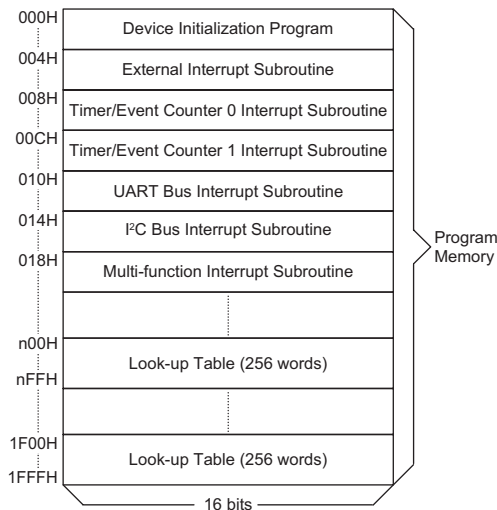 000H
Device Initialization Program
004H
External Interrupt Subroutine
008H
Timer/Event Counter 0 Interrupt Subroutine
00CH
Timer/Event Counter 1 Interrupt Subroutine
010H
UART Bus Interrupt Subroutine
014H
I²C Bus Interrupt Subroutine
018H
Multi-function Interrupt Subroutine
Program
Memory
n00H
Look-up Table (256 words)
nFFH
1F00H
Look-up Table (256 words)
1FFFH
16 bits